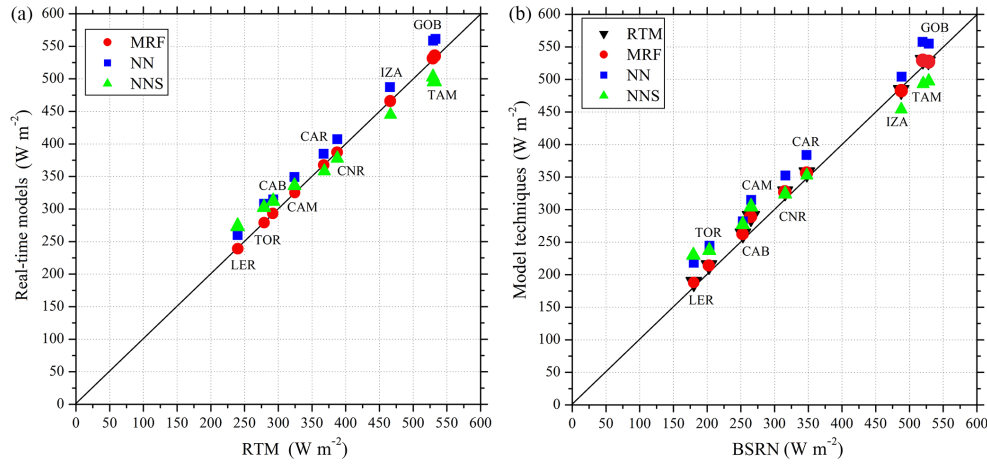 (a)
MRF
NN
NNS
GOB
IZA
TAM
CAR
CNR
CAB
CAM
TOR
LER
600
550
500
450
400
350
300
250
200
150
100
50
0
0 50 100 150 200 250 300 350 400 450 500 550 600
Real-time models (W m-2)
RTM (W m-2)
(b)
RTM
MRF
NN
NNS
GOB
TAM
IZA
CAR
CAM
CNR
TOR
CAB
LER
600
550
500
450
400
350
300
250
200
150
100
50
0
0 50 100 150 200 250 300 350 400 450 500 550 600
Model techniques (W m-2)
BSRN (W m-2)